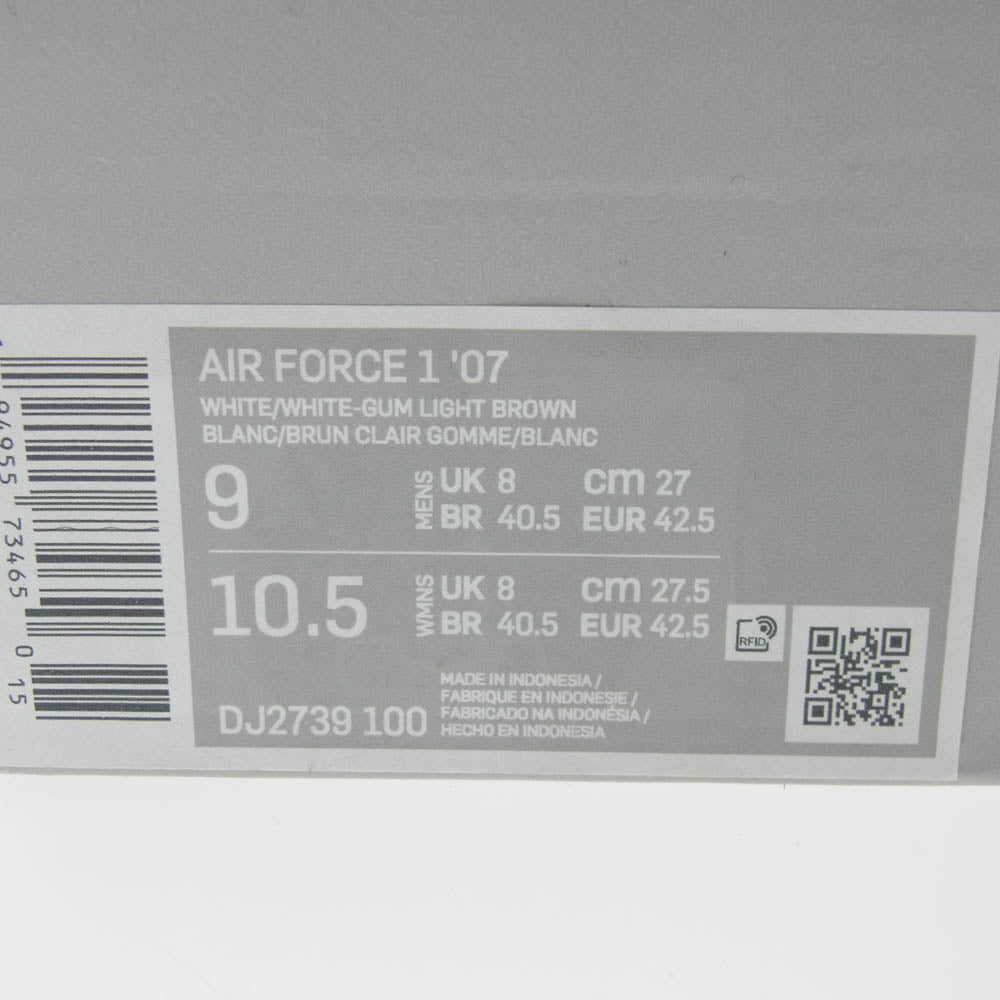 AIR FORCE 1 '07
WHITE/WHITE-GUM LIGHT BROWN
BLANC/BRUN CLAIR GOMME/BLANC
9 MENS UK 8 cm 27
BR 40.5 EUR 42.5
10.5 WMNS UK 8 cm 27.5
BR 40.5 EUR 42.5
RFID
MADE IN INDONESIA /
FABRIQUE EN INDONESIE /
DJ2739 100 FABRICADO NA INDONÉSIA /
HECHO EN INDONESIA
94955 73465 0 15